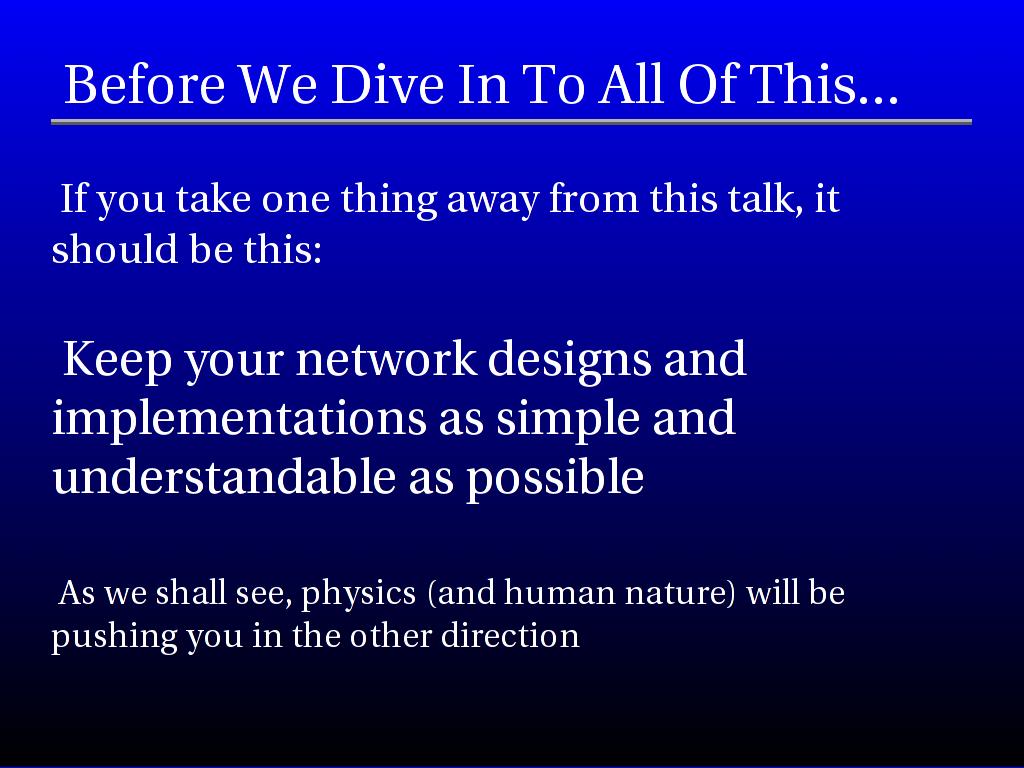 Before We Dive In To All Of This...
If you take one thing away from this talk, it
should be this:
Keep your network designs and
implementations as simple and
understandable as possible
As we shall see, physics (and human nature) will be
pushing you in the other direction